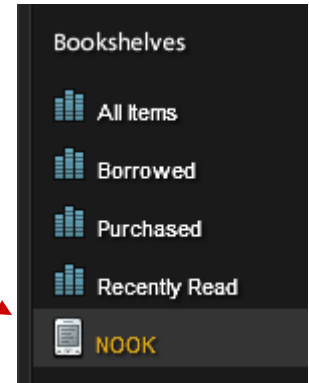 Bookshelves
All Items
Borrowed
Purchased
Recently Read
NOOK